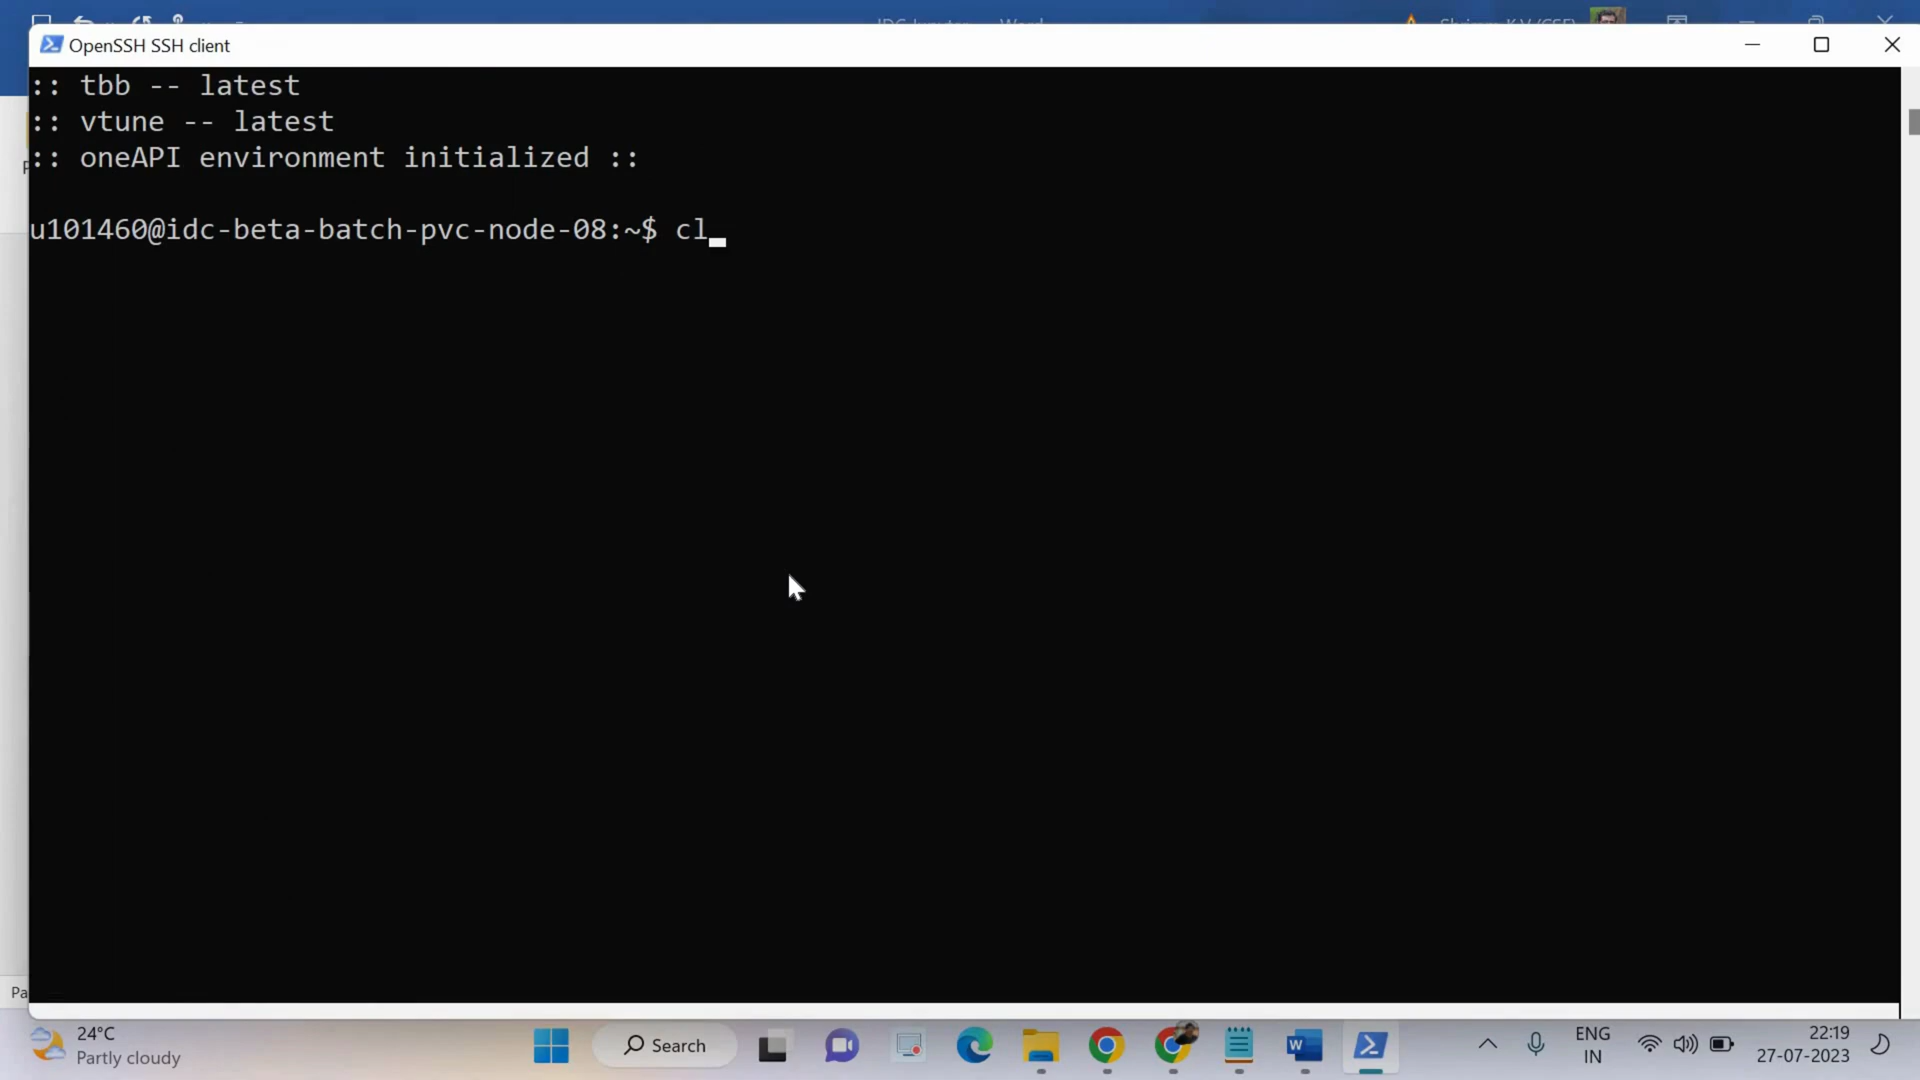 OpenSSH SSH client
:: tbb -- latest
:: vtune -- latest
:: oneAPI environment initialized ::
u101460@idc-beta-batch-pvc-node-08:~$ cl
Pa
24°C
Partly cloudy
Search
ENG
IN
22:19
27-07-2023